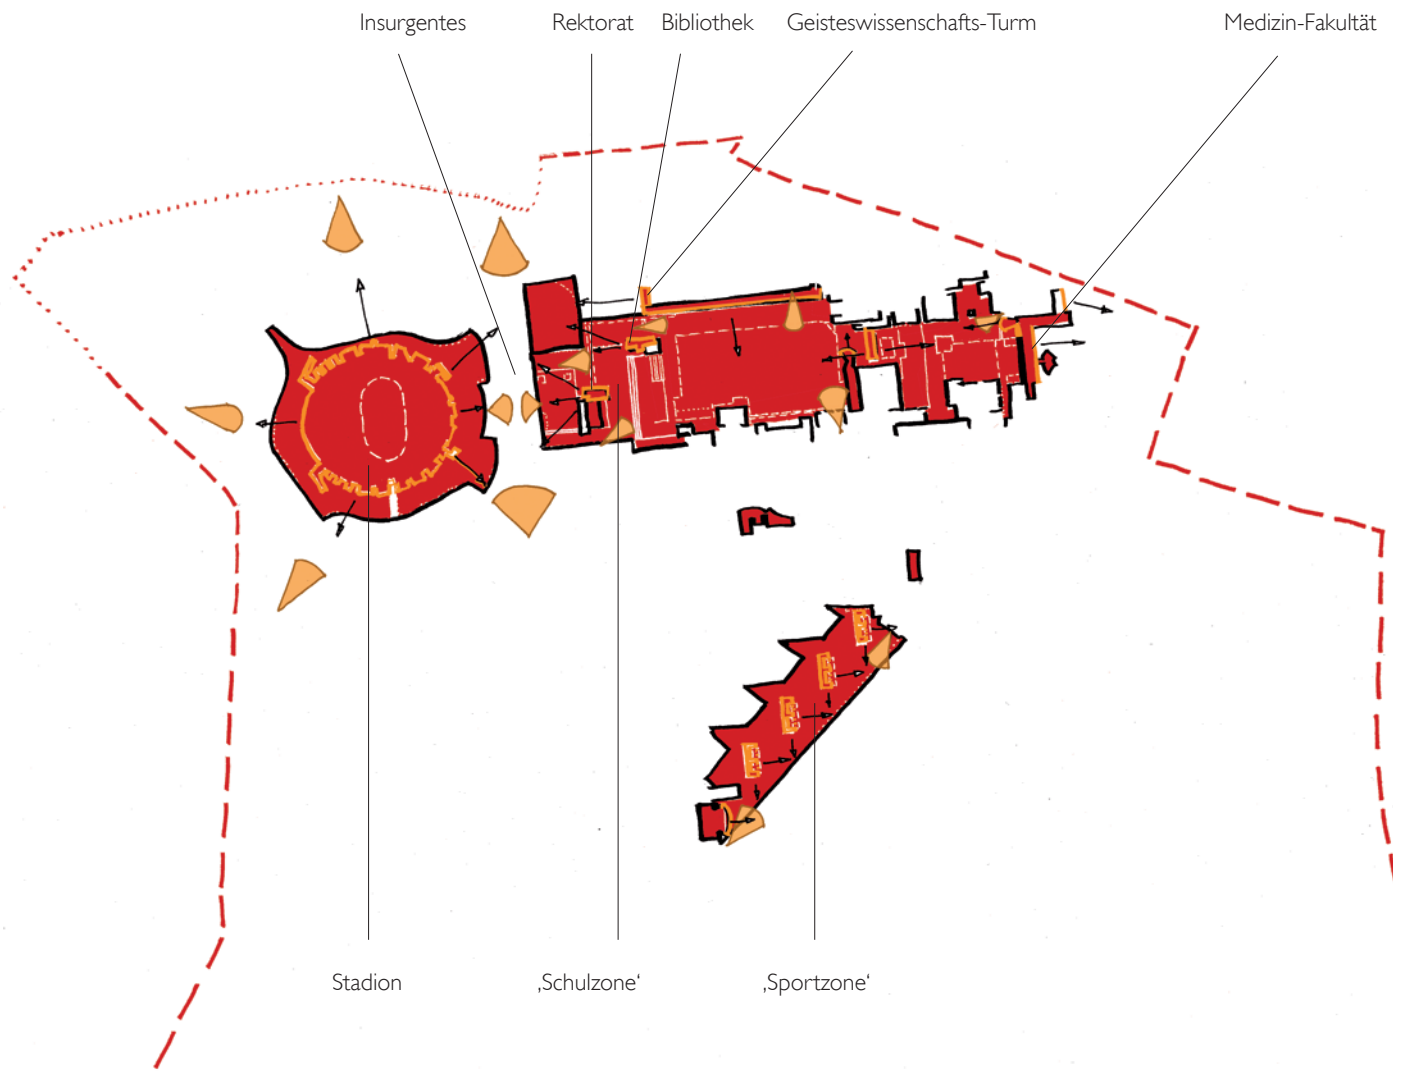 Insurgentes
Rektorat
Bibliothek
Geisteswissenschafts-Turm
Medizin-Fakultät
Stadion
‚Schulzone‘
‚Sportzone‘